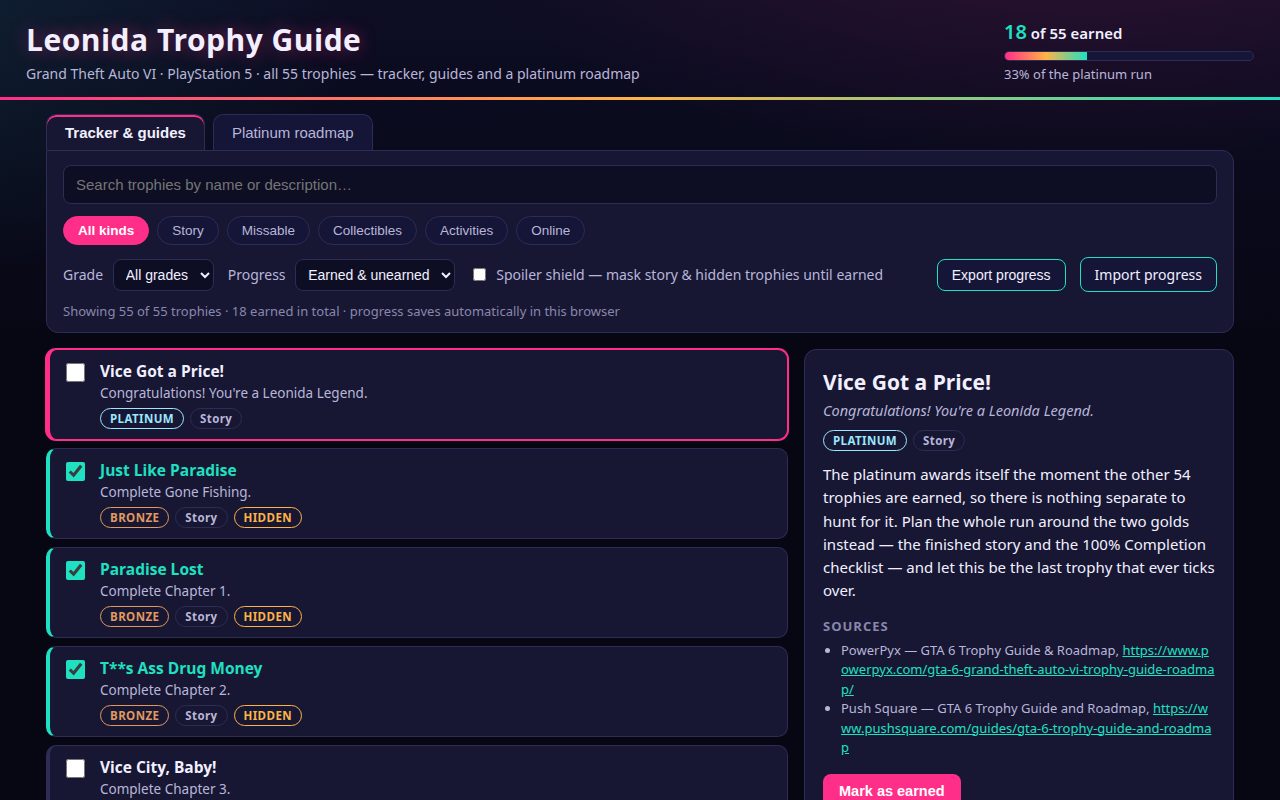 Leonida Trophy Guide
Grand Theft Auto VI · PlayStation 5 · all 55 trophies — tracker, guides and a platinum roadmap
18 of 55 earned
33% of the platinum run
Tracker & guides
Platinum roadmap
Search trophies by name or description…
All kinds
Story
Missable
Collectibles
Activities
Online
Grade
All grades
Progress
Earned & unearned
Spoiler shield — mask story & hidden trophies until earned
Export progress
Import progress
Showing 55 of 55 trophies · 18 earned in total · progress saves automatically in this browser
Vice Got a Price!
Congratulations! You're a Leonida Legend.
PLATINUM
Story
Just Like Paradise
Complete Gone Fishing.
BRONZE
Story
HIDDEN
Paradise Lost
Complete Chapter 1.
BRONZE
Story
HIDDEN
T**s Ass Drug Money
Complete Chapter 2.
BRONZE
Story
HIDDEN
Vice City, Baby!
Complete Chapter 3.
Vice Got a Price!
Congratulations! You're a Leonida Legend.
PLATINUM
Story
The platinum awards itself the moment the other 54
trophies are earned, so there is nothing separate to
hunt for it. Plan the whole run around the two golds
instead — the finished story and the 100% Completion
checklist — and let this be the last trophy that ever ticks
over.
SOURCES
PowerPyx — GTA 6 Trophy Guide & Roadmap, https://www.p
owerpyx.com/gta-6-grand-theft-auto-vi-trophy-guide-roadma
p/
Push Square — GTA 6 Trophy Guide and Roadmap, https://w
ww.pushsquare.com/guides/gta-6-trophy-guide-and-roadma
p
Mark as earned